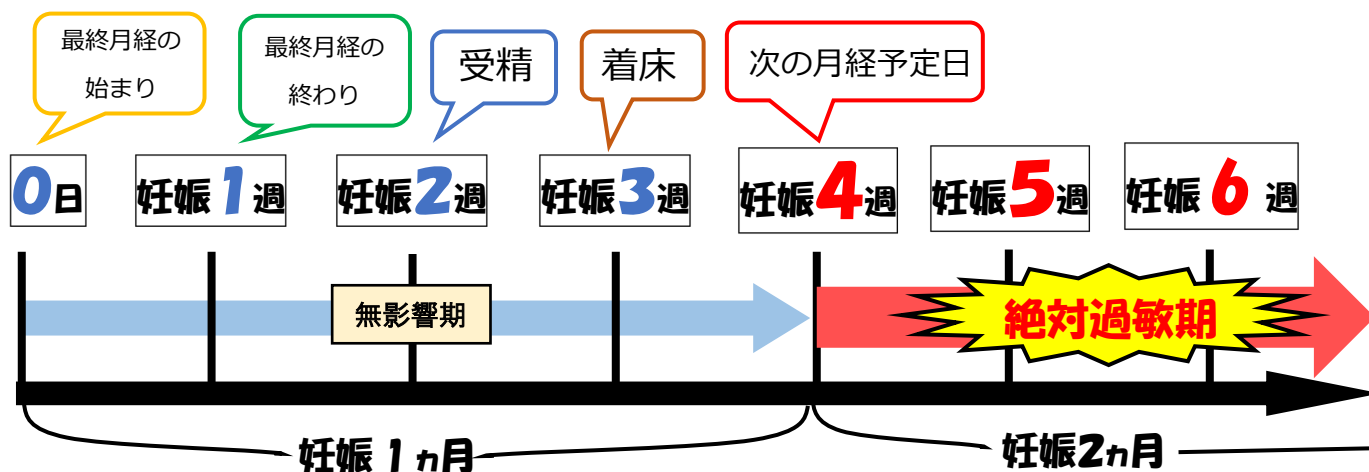 最終月経の
始まり
最終月経の
終わり
受精
着床
次の月経予定日
0日
妊娠1週
妊娠2週
妊娠3週
妊娠4週
妊娠5週
妊娠6週
無影響期
絶対過敏期
妊娠1ヵ月
妊娠2ヵ月